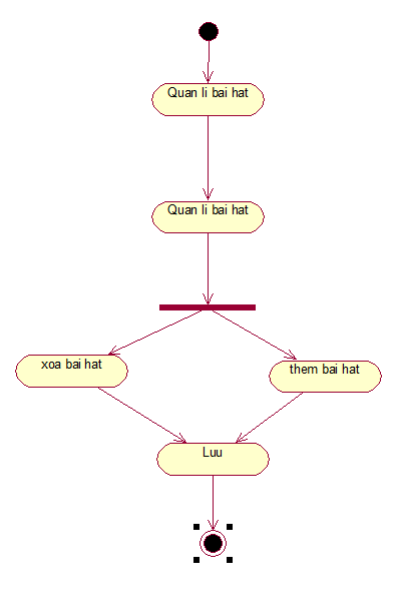 Quan li bai hat
Quan li bai hat
xoa bai hat
them bai hat
Luu